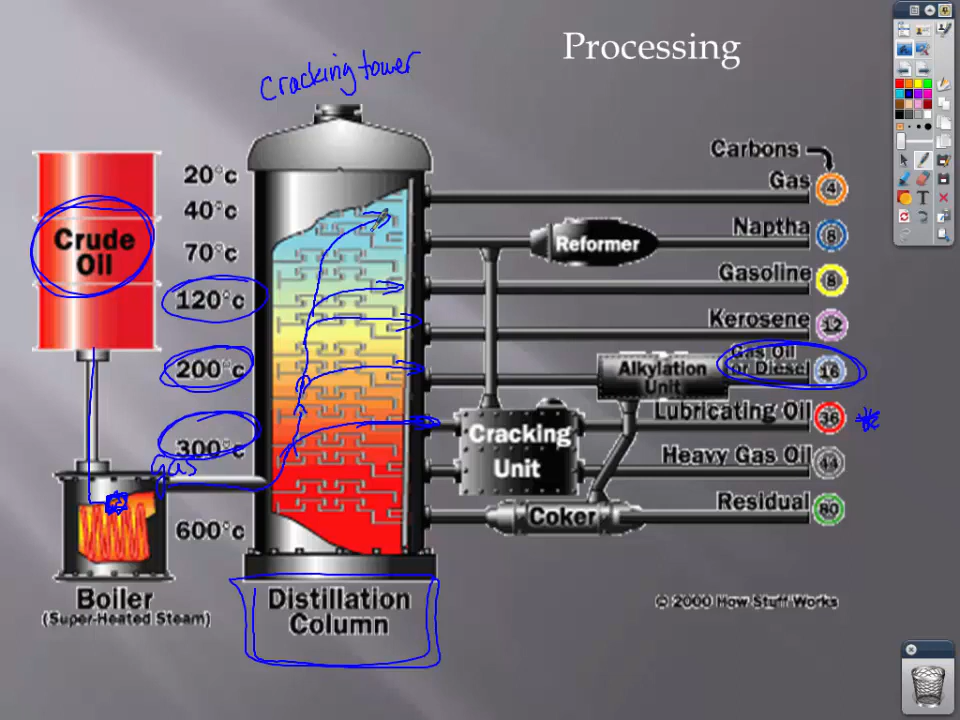 Processing
cracking tower
Carbons
20°c
Gas
4
40°c
Naptha
Reformer
Crude
Oil
70°c
Gasoline
8
120°c
Kerosene
12
Gas Oil
or Diesel
16
200°c
Alkylation
Unit
Lubricating Oil
36
300°c
gas
Cracking
Unit
Heavy Gas Oil
44
Residual
80
Coker
600°c
Boiler
(Super-Heated Steam)
Distillation
Column
© 2000 How Stuff Works
T